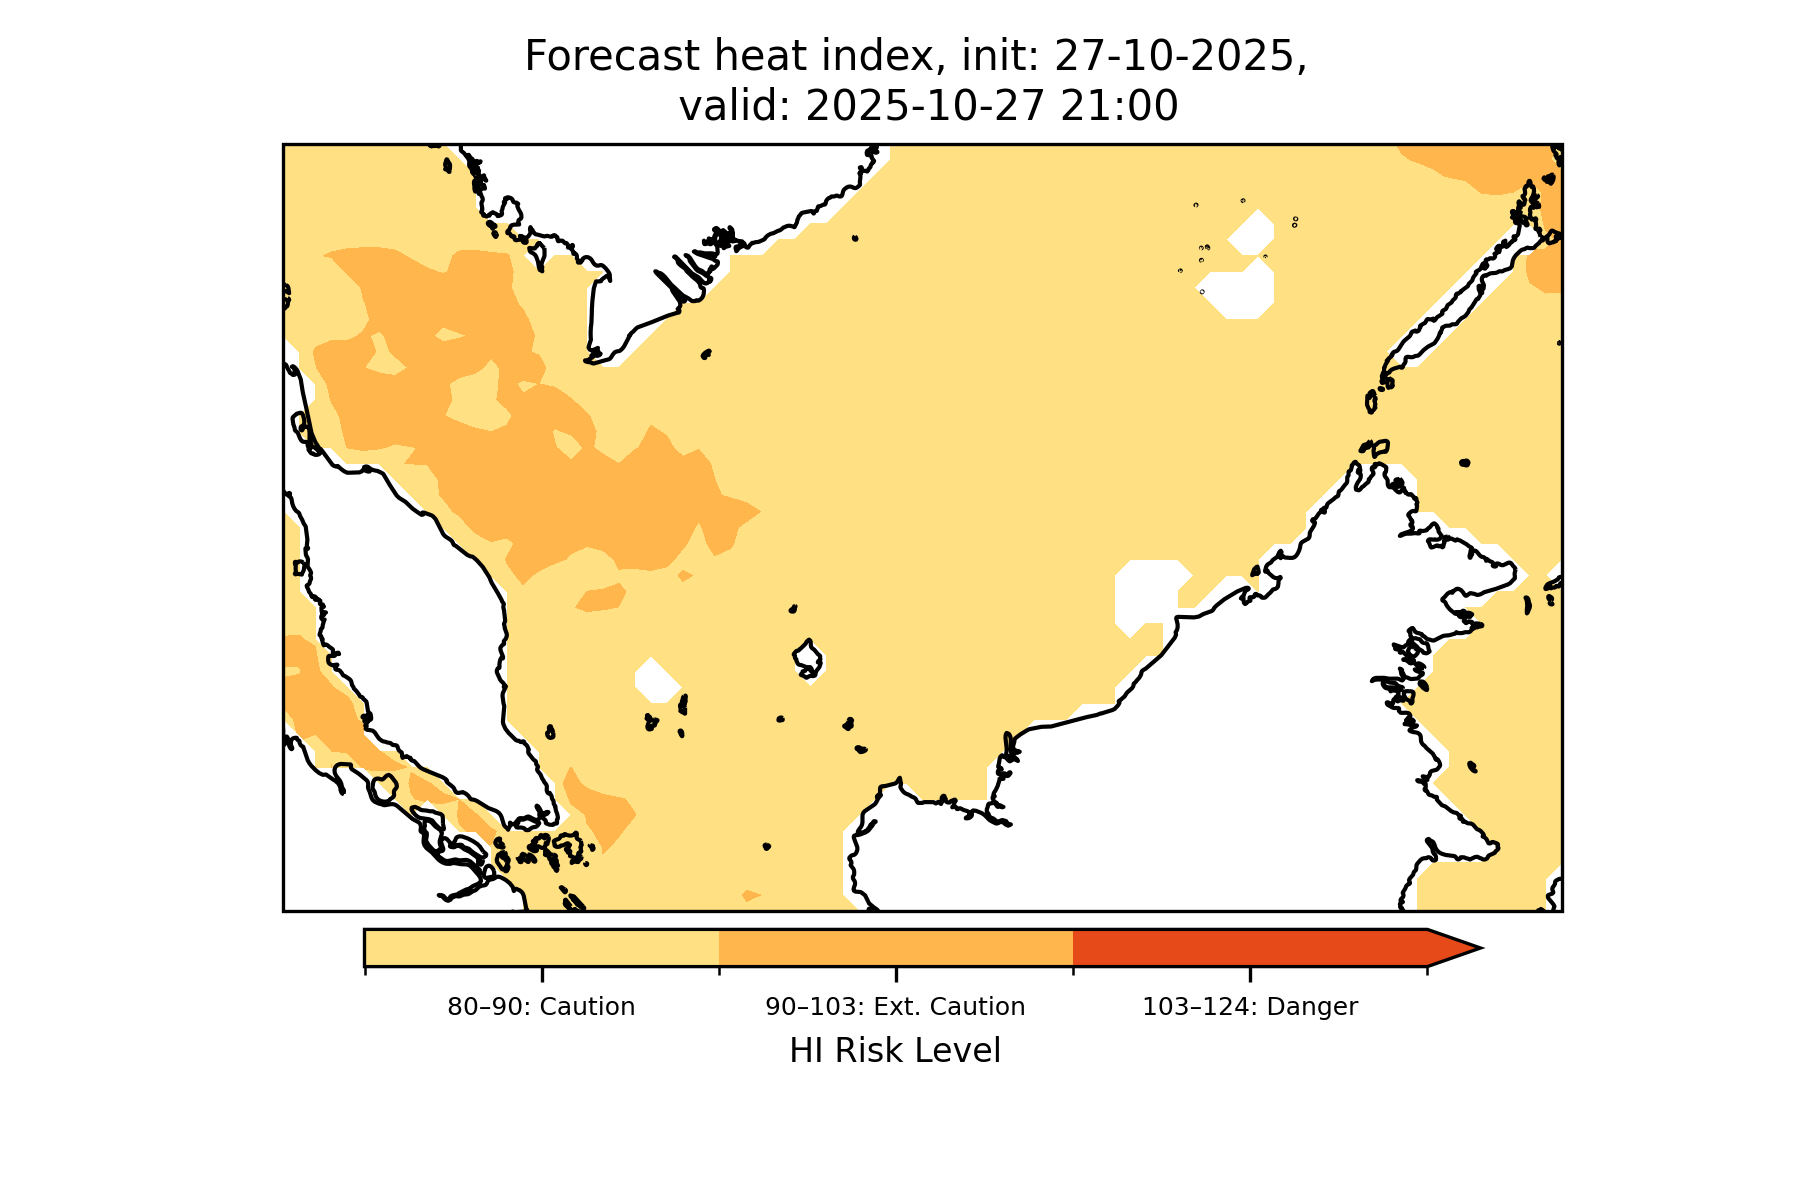 Forecast heat index, init: 27-10-2025,
valid: 2025-10-27 21:00
80–90: Caution
90–103: Ext. Caution
103–124: Danger
HI Risk Level